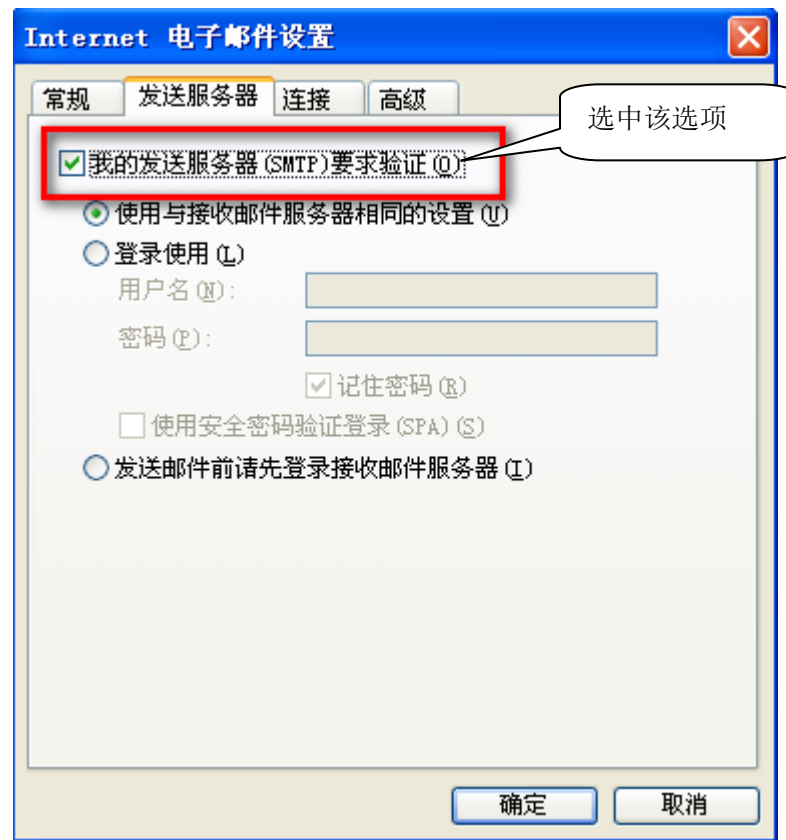 Internet 电子邮件设置
常规 发送服务器 连接 高级
选中该选项
我的发送服务器(SMTP)要求验证(O)
使用与接收邮件服务器相同的设置(U)
登录使用(L)
用户名(N):
密码(P):
记住密码(R)
使用安全密码验证登录(SPA)(S)
发送邮件前请先登录接收邮件服务器(I)
确定 取消